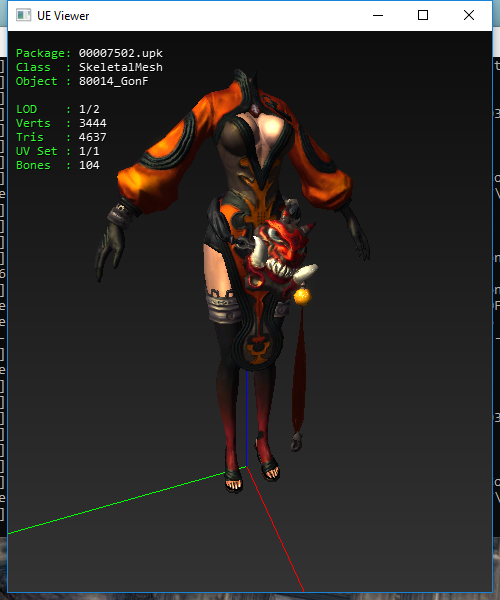 UE Viewer
Package: 00007502.upk
Class : SkeletalMesh
Object : 80014_GonF
LOD : 1/2
Verts : 3444
Tris : 4637
UV Set : 1/1
Bones : 104